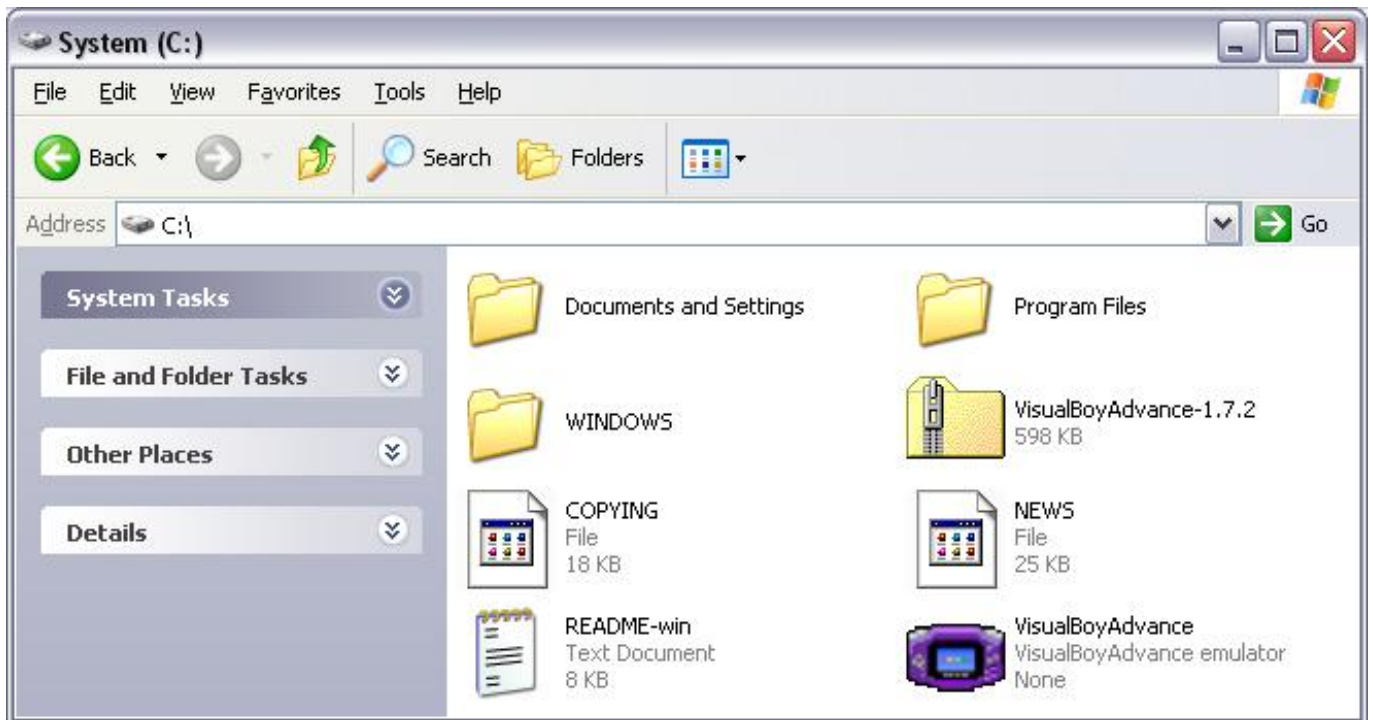 System (C:)
File Edit View Favorites Tools Help
Back Search Folders
Address C:\ Go
System Tasks
File and Folder Tasks
Other Places
Details
Documents and Settings
Program Files
WINDOWS
VisualBoyAdvance-1.7.2
598 KB
COPYING
File
18 KB
NEWS
File
25 KB
README-win
Text Document
8 KB
VisualBoyAdvance
VisualBoyAdvance emulator
None